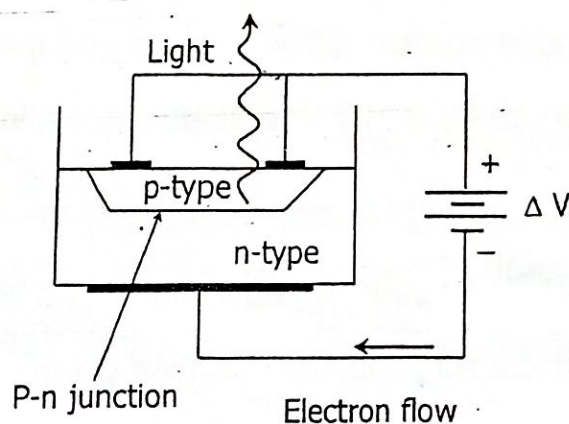 Light
+
p-type
Δ V
n-type
−
P-n junction
Electron flow